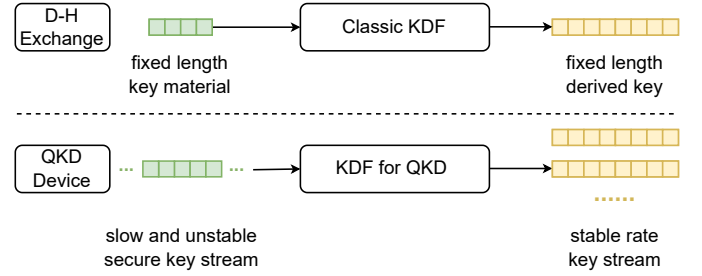 D-H
Exchange
Classic KDF
fixed length
key material
fixed length
derived key
QKD
Device
...
...
KDF for QKD
......
slow and unstable
secure key stream
stable rate
key stream